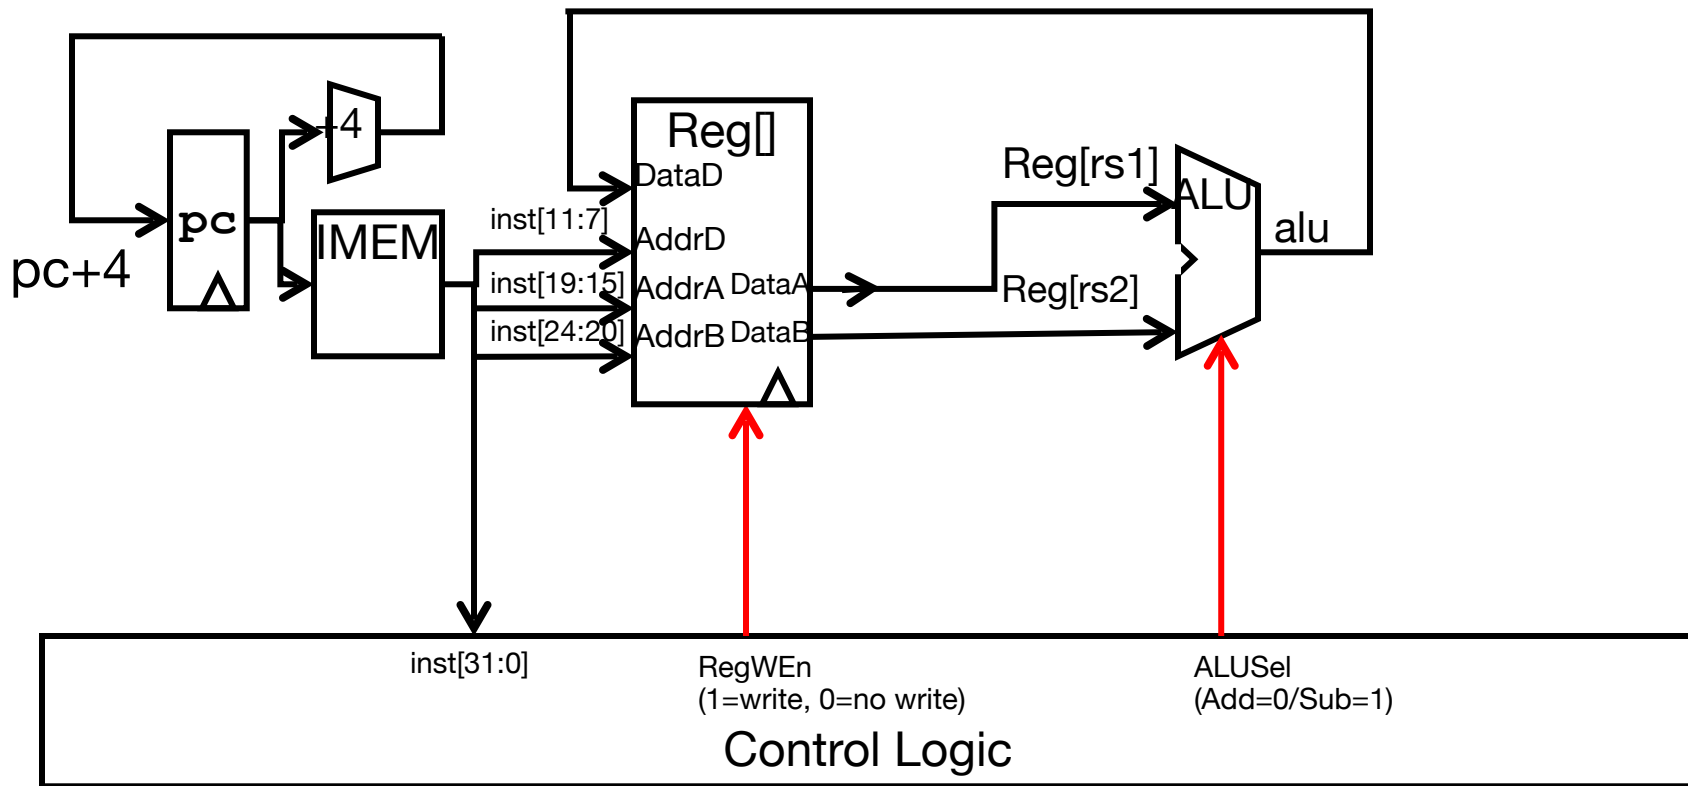 +4
Reg[]
DataD
Reg[rs1]
ALU
pc
inst[11:7]
IMEM
AddrD
alu
pc+4
inst[19:15]
AddrA DataA
Reg[rs2]
inst[24:20]
AddrB DataB
inst[31:0]
RegWEn
(1=write, 0=no write)
ALUSel
(Add=0/Sub=1)
Control Logic